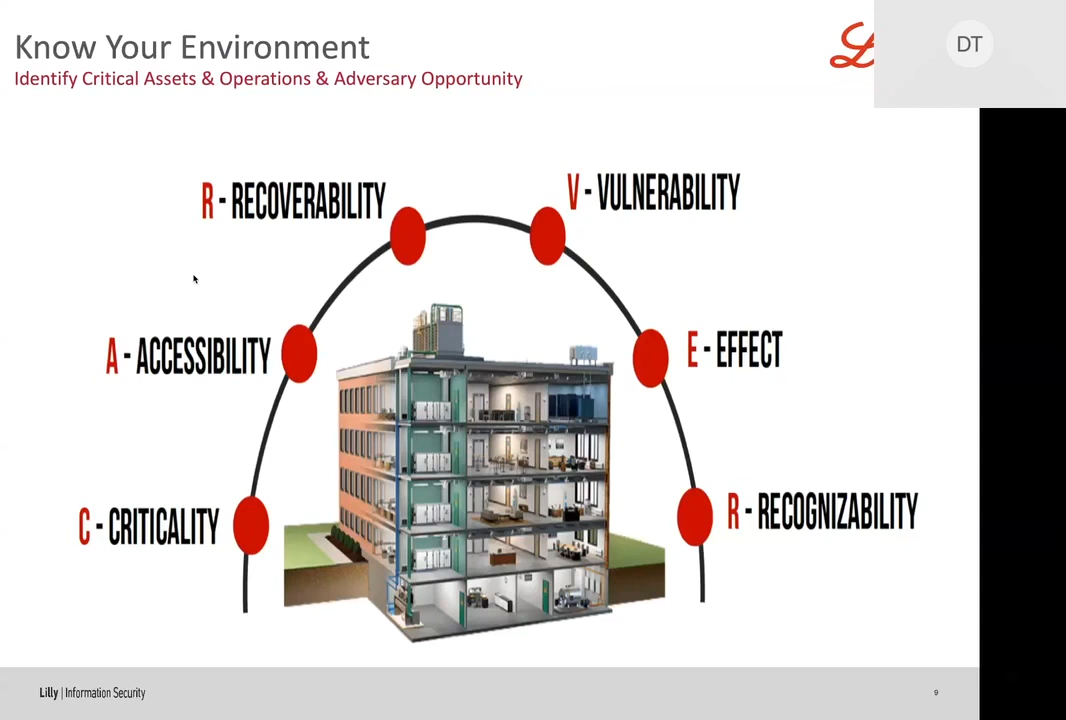 Know Your Environment
Identify Critical Assets & Operations & Adversary Opportunity
DT
R - RECOVERABILITY
V - VULNERABILITY
A - ACCESSIBILITY
E - EFFECT
C - CRITICALITY
R - RECOGNIZABILITY
Lilly | Information Security
9